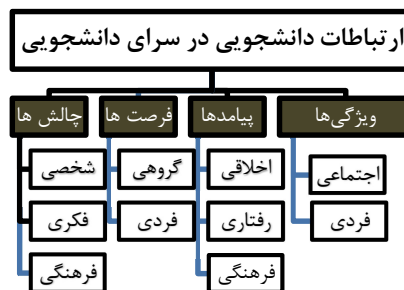 ارتباطات دانشجویی در سرای دانشجویی
ویژگی‌ها
اجتماعی
فردی
پیامدها
اخلاقی
رفتاری
فرهنگی
فرصت ها
گروهی
فردی
چالش ها
شخصی
فکری
فرهنگی